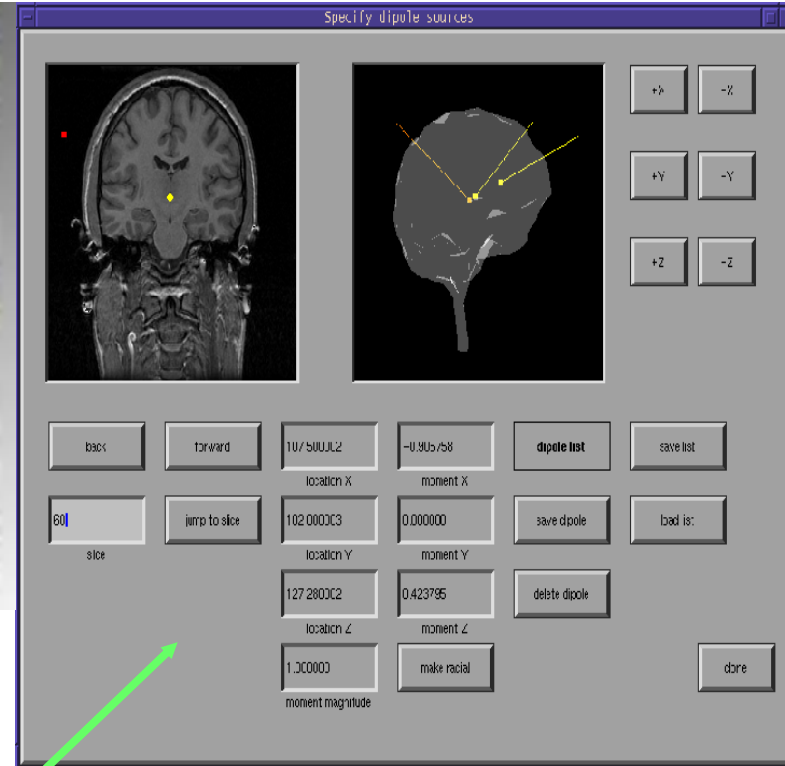 Specify dipole sources
+X -X
+Y -Y
+Z -Z
back forward 107.500002 -0.905758 dipole list save list
location X moment X
60 jump to slice 102.000003 0.000000 save dipole load list
slice location Y moment Y
127.280002 0.423795 delete dipole
location Z moment Z
1.000000 make racial done
moment magnitude